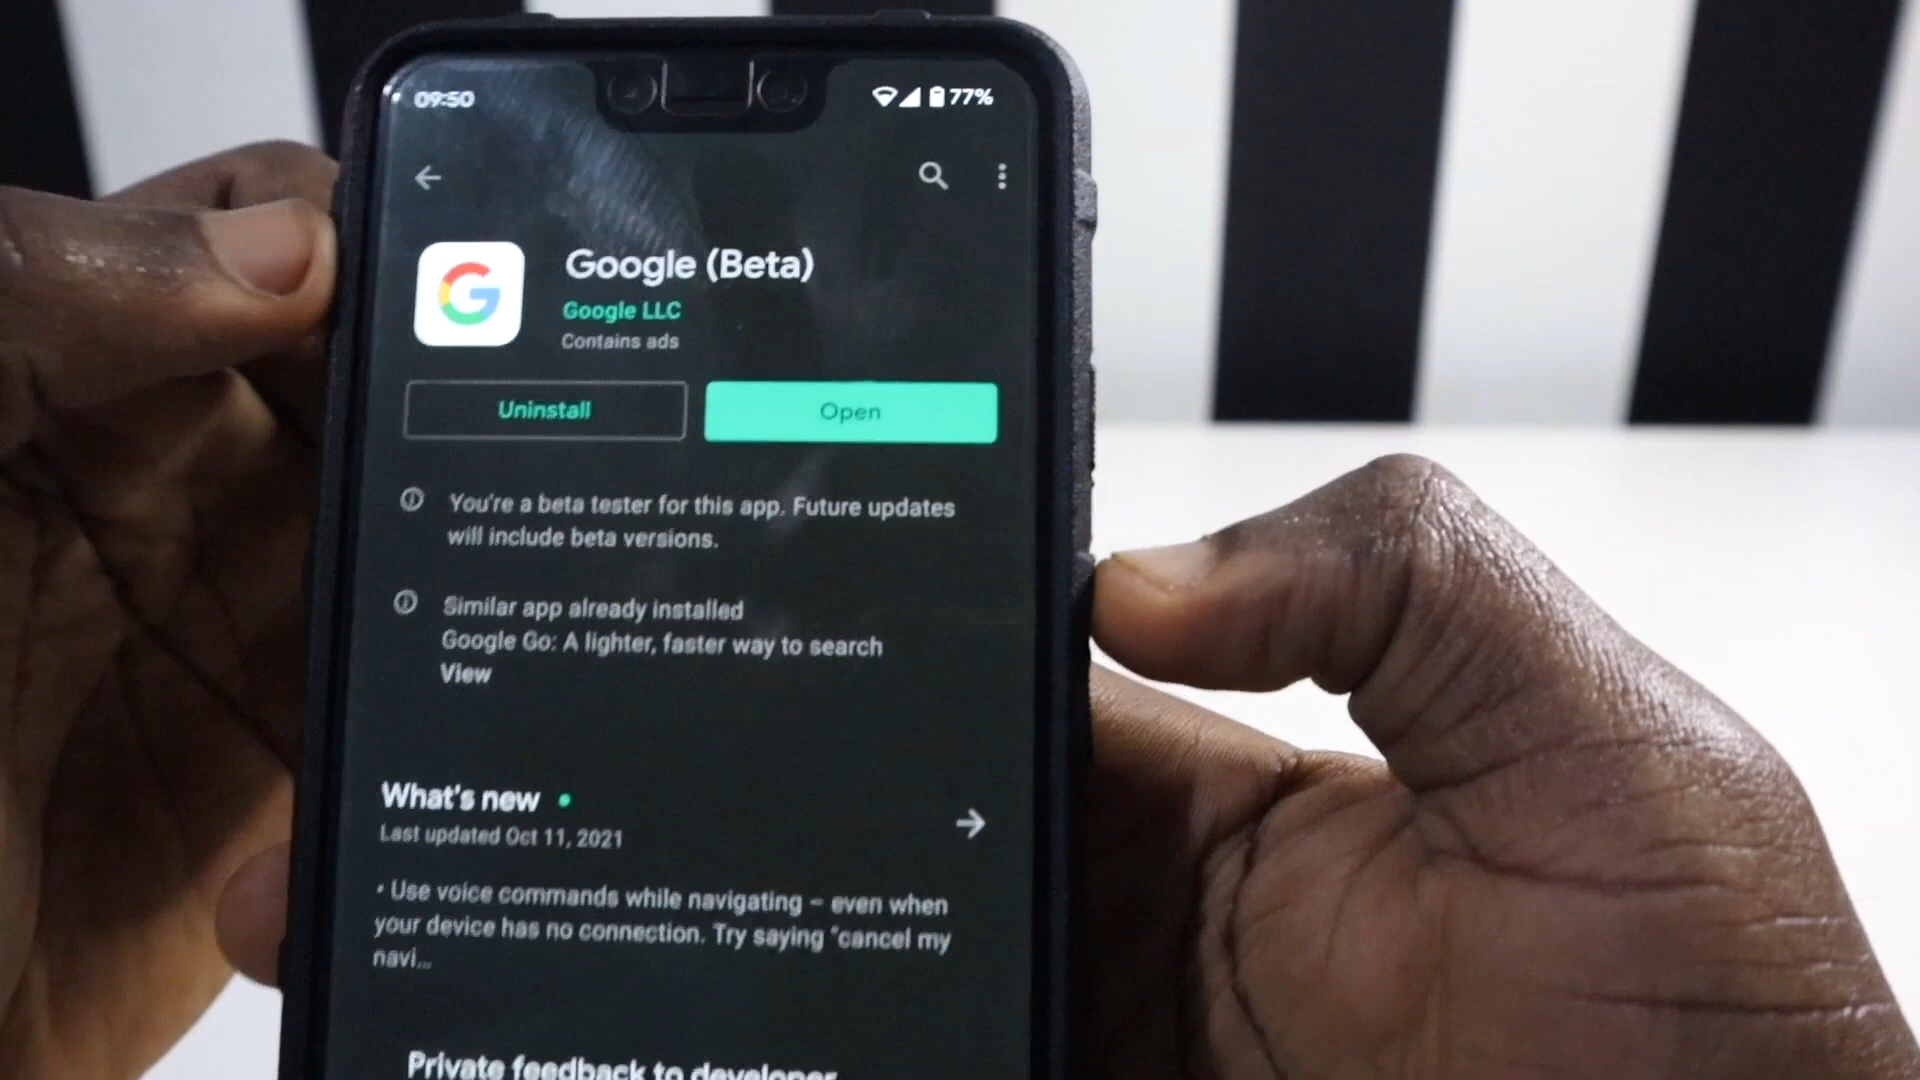 09:50
77%
Google (Beta)
Google LLC
Contains ads
Uninstall
Open
You're a beta tester for this app. Future updates
will include beta versions.
Similar app already installed
Google Go: A lighter, faster way to search
View
What's new
Last updated Oct 11, 2021
• Use voice commands while navigating – even when
your device has no connection. Try saying "cancel my
navi...
Private feedback to developer